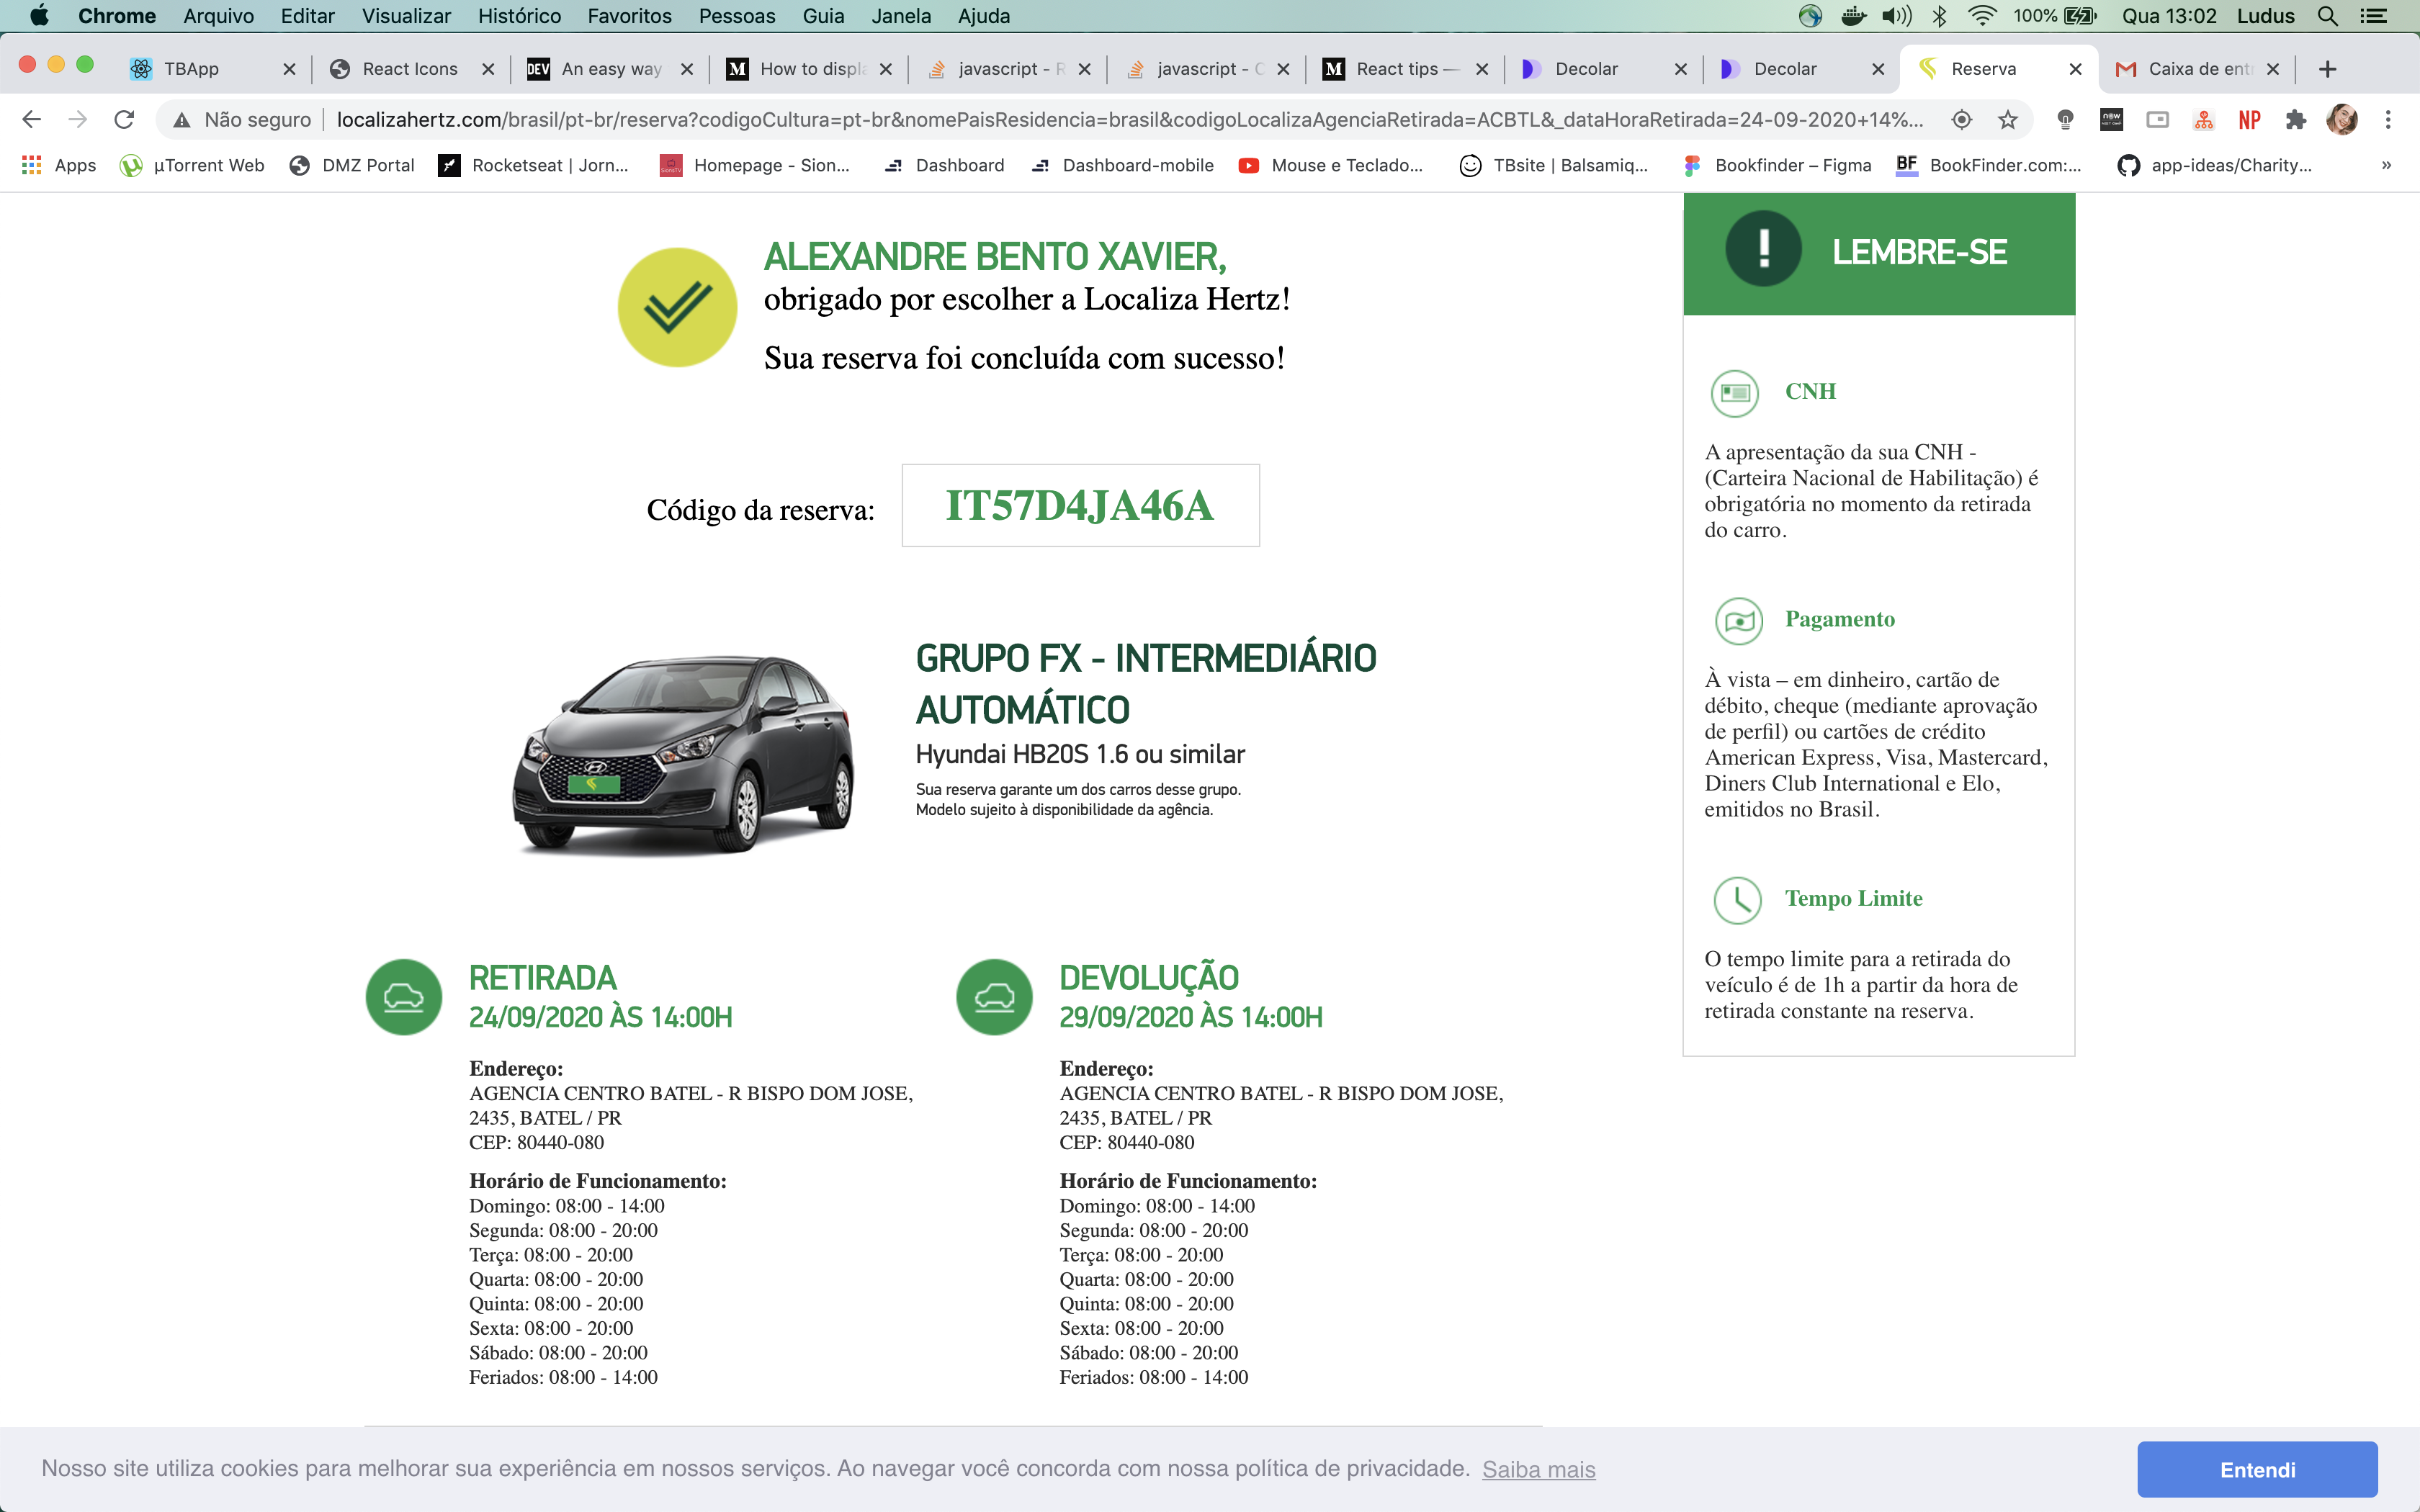 Chrome Arquivo Editar Visualizar Histórico Favoritos Pessoas Guia Janela Ajuda 100% Qua 13:02 Ludus
TBApp React Icons DEV An easy way M How to displa javascript - R javascript - C M React tips — Decolar Decolar Reserva Caixa de ent
Não seguro localizahertz.com/brasil/pt-br/reserva?codigoCultura=pt-br&nomePaisResidencia=brasil&codigoLocalizaAgenciaRetirada=ACBTL&_dataHoraRetirada=24-09-2020+14%... NP
Apps µTorrent Web DMZ Portal Rocketseat | Jorn... Homepage - Sion... Dashboard Dashboard-mobile Mouse e Teclado... TBsite | Balsamiq... Bookfinder – Figma BF BookFinder.com:... app-ideas/Charity... »
ALEXANDRE BENTO XAVIER,
obrigado por escolher a Localiza Hertz!
Sua reserva foi concluída com sucesso!
Código da reserva: IT57D4JA46A
GRUPO FX - INTERMEDIÁRIO
AUTOMÁTICO
Hyundai HB20S 1.6 ou similar
Sua reserva garante um dos carros desse grupo.
Modelo sujeito à disponibilidade da agência.
RETIRADA
24/09/2020 ÀS 14:00H
Endereço:
AGENCIA CENTRO BATEL - R BISPO DOM JOSE,
2435, BATEL / PR
CEP: 80440-080
Horário de Funcionamento:
Domingo: 08:00 - 14:00
Segunda: 08:00 - 20:00
Terça: 08:00 - 20:00
Quarta: 08:00 - 20:00
Quinta: 08:00 - 20:00
Sexta: 08:00 - 20:00
Sábado: 08:00 - 20:00
Feriados: 08:00 - 14:00
DEVOLUÇÃO
29/09/2020 ÀS 14:00H
Endereço:
AGENCIA CENTRO BATEL - R BISPO DOM JOSE,
2435, BATEL / PR
CEP: 80440-080
Horário de Funcionamento:
Domingo: 08:00 - 14:00
Segunda: 08:00 - 20:00
Terça: 08:00 - 20:00
Quarta: 08:00 - 20:00
Quinta: 08:00 - 20:00
Sexta: 08:00 - 20:00
Sábado: 08:00 - 20:00
Feriados: 08:00 - 14:00
LEMBRE-SE
CNH
A apresentação da sua CNH -
(Carteira Nacional de Habilitação) é
obrigatória no momento da retirada
do carro.
Pagamento
À vista – em dinheiro, cartão de
débito, cheque (mediante aprovação
de perfil) ou cartões de crédito
American Express, Visa, Mastercard,
Diners Club International e Elo,
emitidos no Brasil.
Tempo Limite
O tempo limite para a retirada do
veículo é de 1h a partir da hora de
retirada constante na reserva.
Nosso site utiliza cookies para melhorar sua experiência em nossos serviços. Ao navegar você concorda com nossa política de privacidade. Saiba mais
Entendi